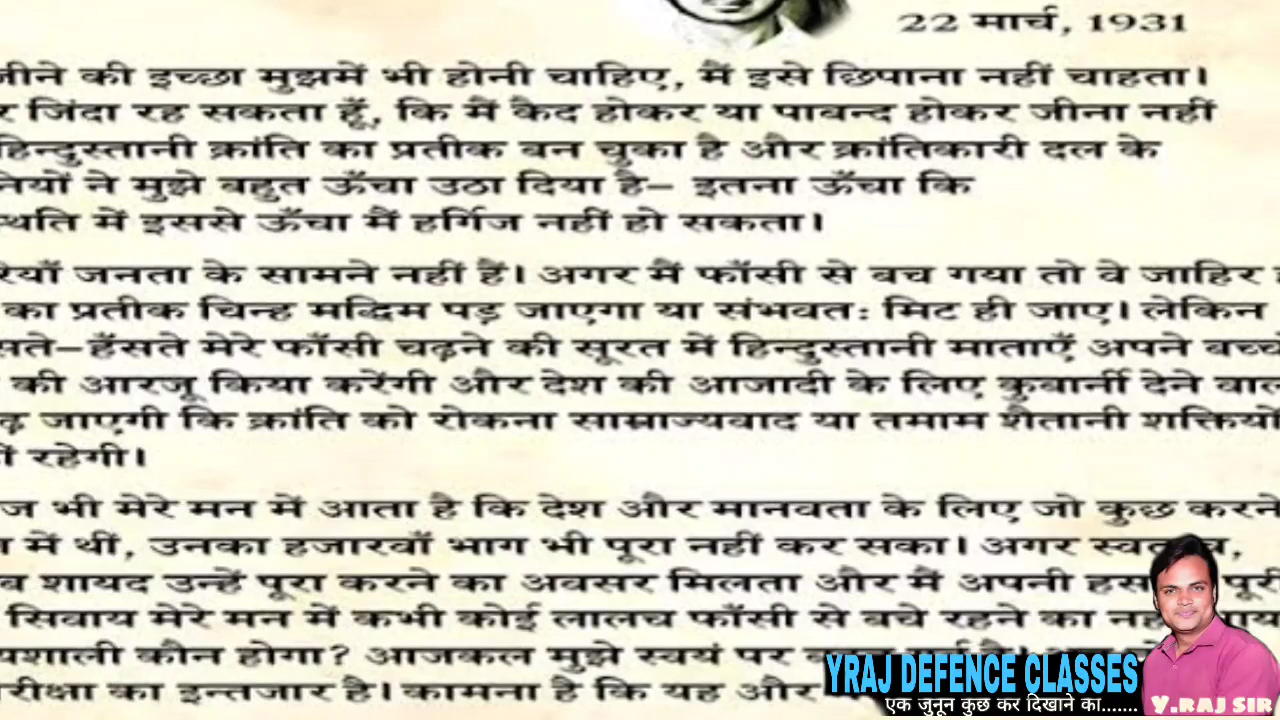 22 मार्च, 1931
जीने की इच्छा मुझमें भी होनी चाहिए, मैं इसे छिपाना नहीं चाहता।
जिंदा रह सकता हूँ, कि मैं कैद होकर या पाबन्द होकर जीना नहीं
हिन्दुस्तानी क्रांति का प्रतीक बन चुका है और क्रांतिकारी दल के
ने मुझे बहुत ऊँचा उठा दिया है– इतना ऊँचा कि
में इससे ऊँचा मैं हर्गिज नहीं हो सकता।
जनता के सामने नहीं हैं। अगर मैं फाँसी से बच गया तो वे जाहिर
का प्रतीक चिन्ह मद्धिम पड़ जाएगा या संभवत: मिट ही जाए। लेकिन
हँसते मेरे फाँसी चढ़ने की सूरत में हिन्दुस्तानी माताएँ अपने
की आरजू किया करेंगी और देश की आजादी के लिए कुबार्नी देने
जाएगी कि क्रांति को रोकना साम्राज्यवाद या तमाम शैतानी
रहेगी।
भी मेरे मन में आता है कि देश और मानवता के लिए जो कुछ करने
में थीं, उनका हजारवाँ भाग भी पूरा नहीं कर सका। अगर
शायद उन्हें पूरा करने का अवसर मिलता और मैं अपनी
सिवाय मेरे मन में कभी कोई लालच फाँसी से बचे रहने का
कौन होगा? आजकल मुझे स्वयं पर
का इन्तजार है। कामना है कि यह और
YRAJ DEFENCE CLASSES
एक जुनून कुछ कर दिखाने का.......
Y.RAJ SIR